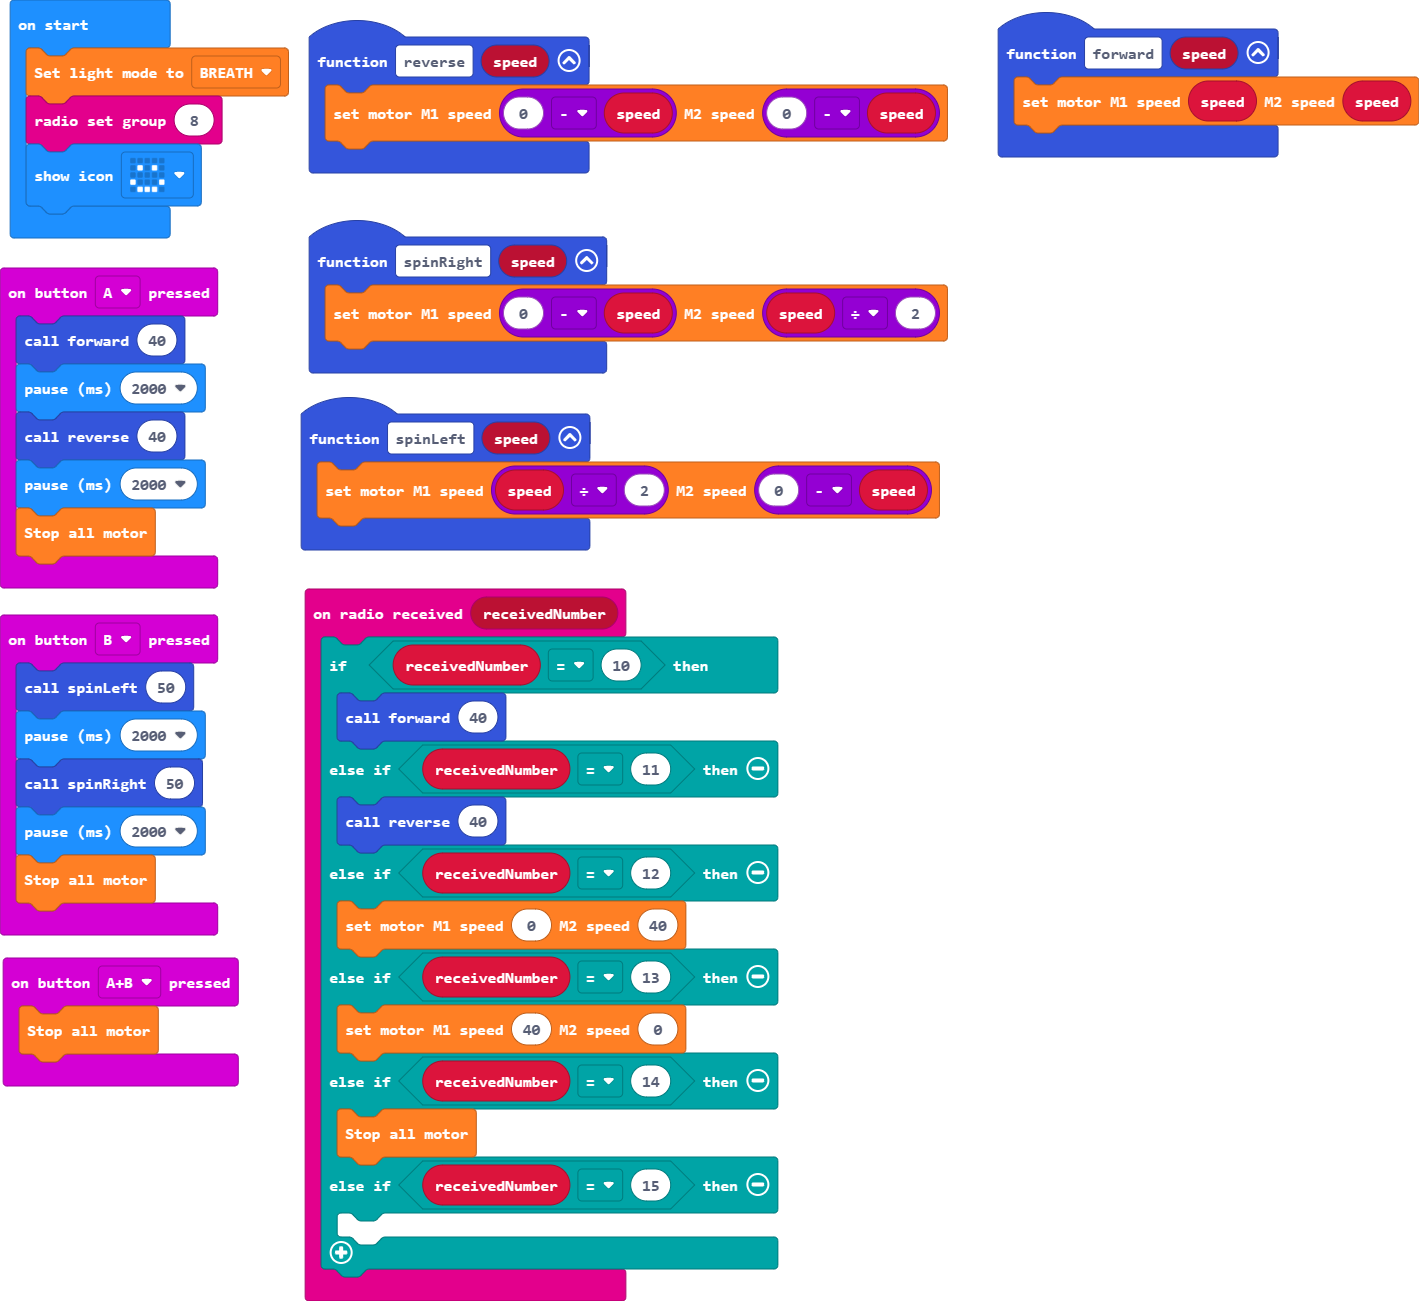 on start
Set light mode to BREATH
radio set group 8
show icon
on button A pressed
call forward 40
pause (ms) 2000
call reverse 40
pause (ms) 2000
Stop all motor
on button B pressed
call spinLeft 50
pause (ms) 2000
call spinRight 50
pause (ms) 2000
Stop all motor
on button A+B pressed
Stop all motor
function reverse speed
set motor M1 speed 0 - speed M2 speed 0 - speed
function spinRight speed
set motor M1 speed 0 - speed M2 speed speed ÷ 2
function spinLeft speed
set motor M1 speed speed ÷ 2 M2 speed 0 - speed
on radio received receivedNumber
if receivedNumber = 10 then
call forward 40
else if receivedNumber = 11 then
call reverse 40
else if receivedNumber = 12 then
set motor M1 speed 0 M2 speed 40
else if receivedNumber = 13 then
set motor M1 speed 40 M2 speed 0
else if receivedNumber = 14 then
Stop all motor
else if receivedNumber = 15 then
function forward speed
set motor M1 speed speed M2 speed speed